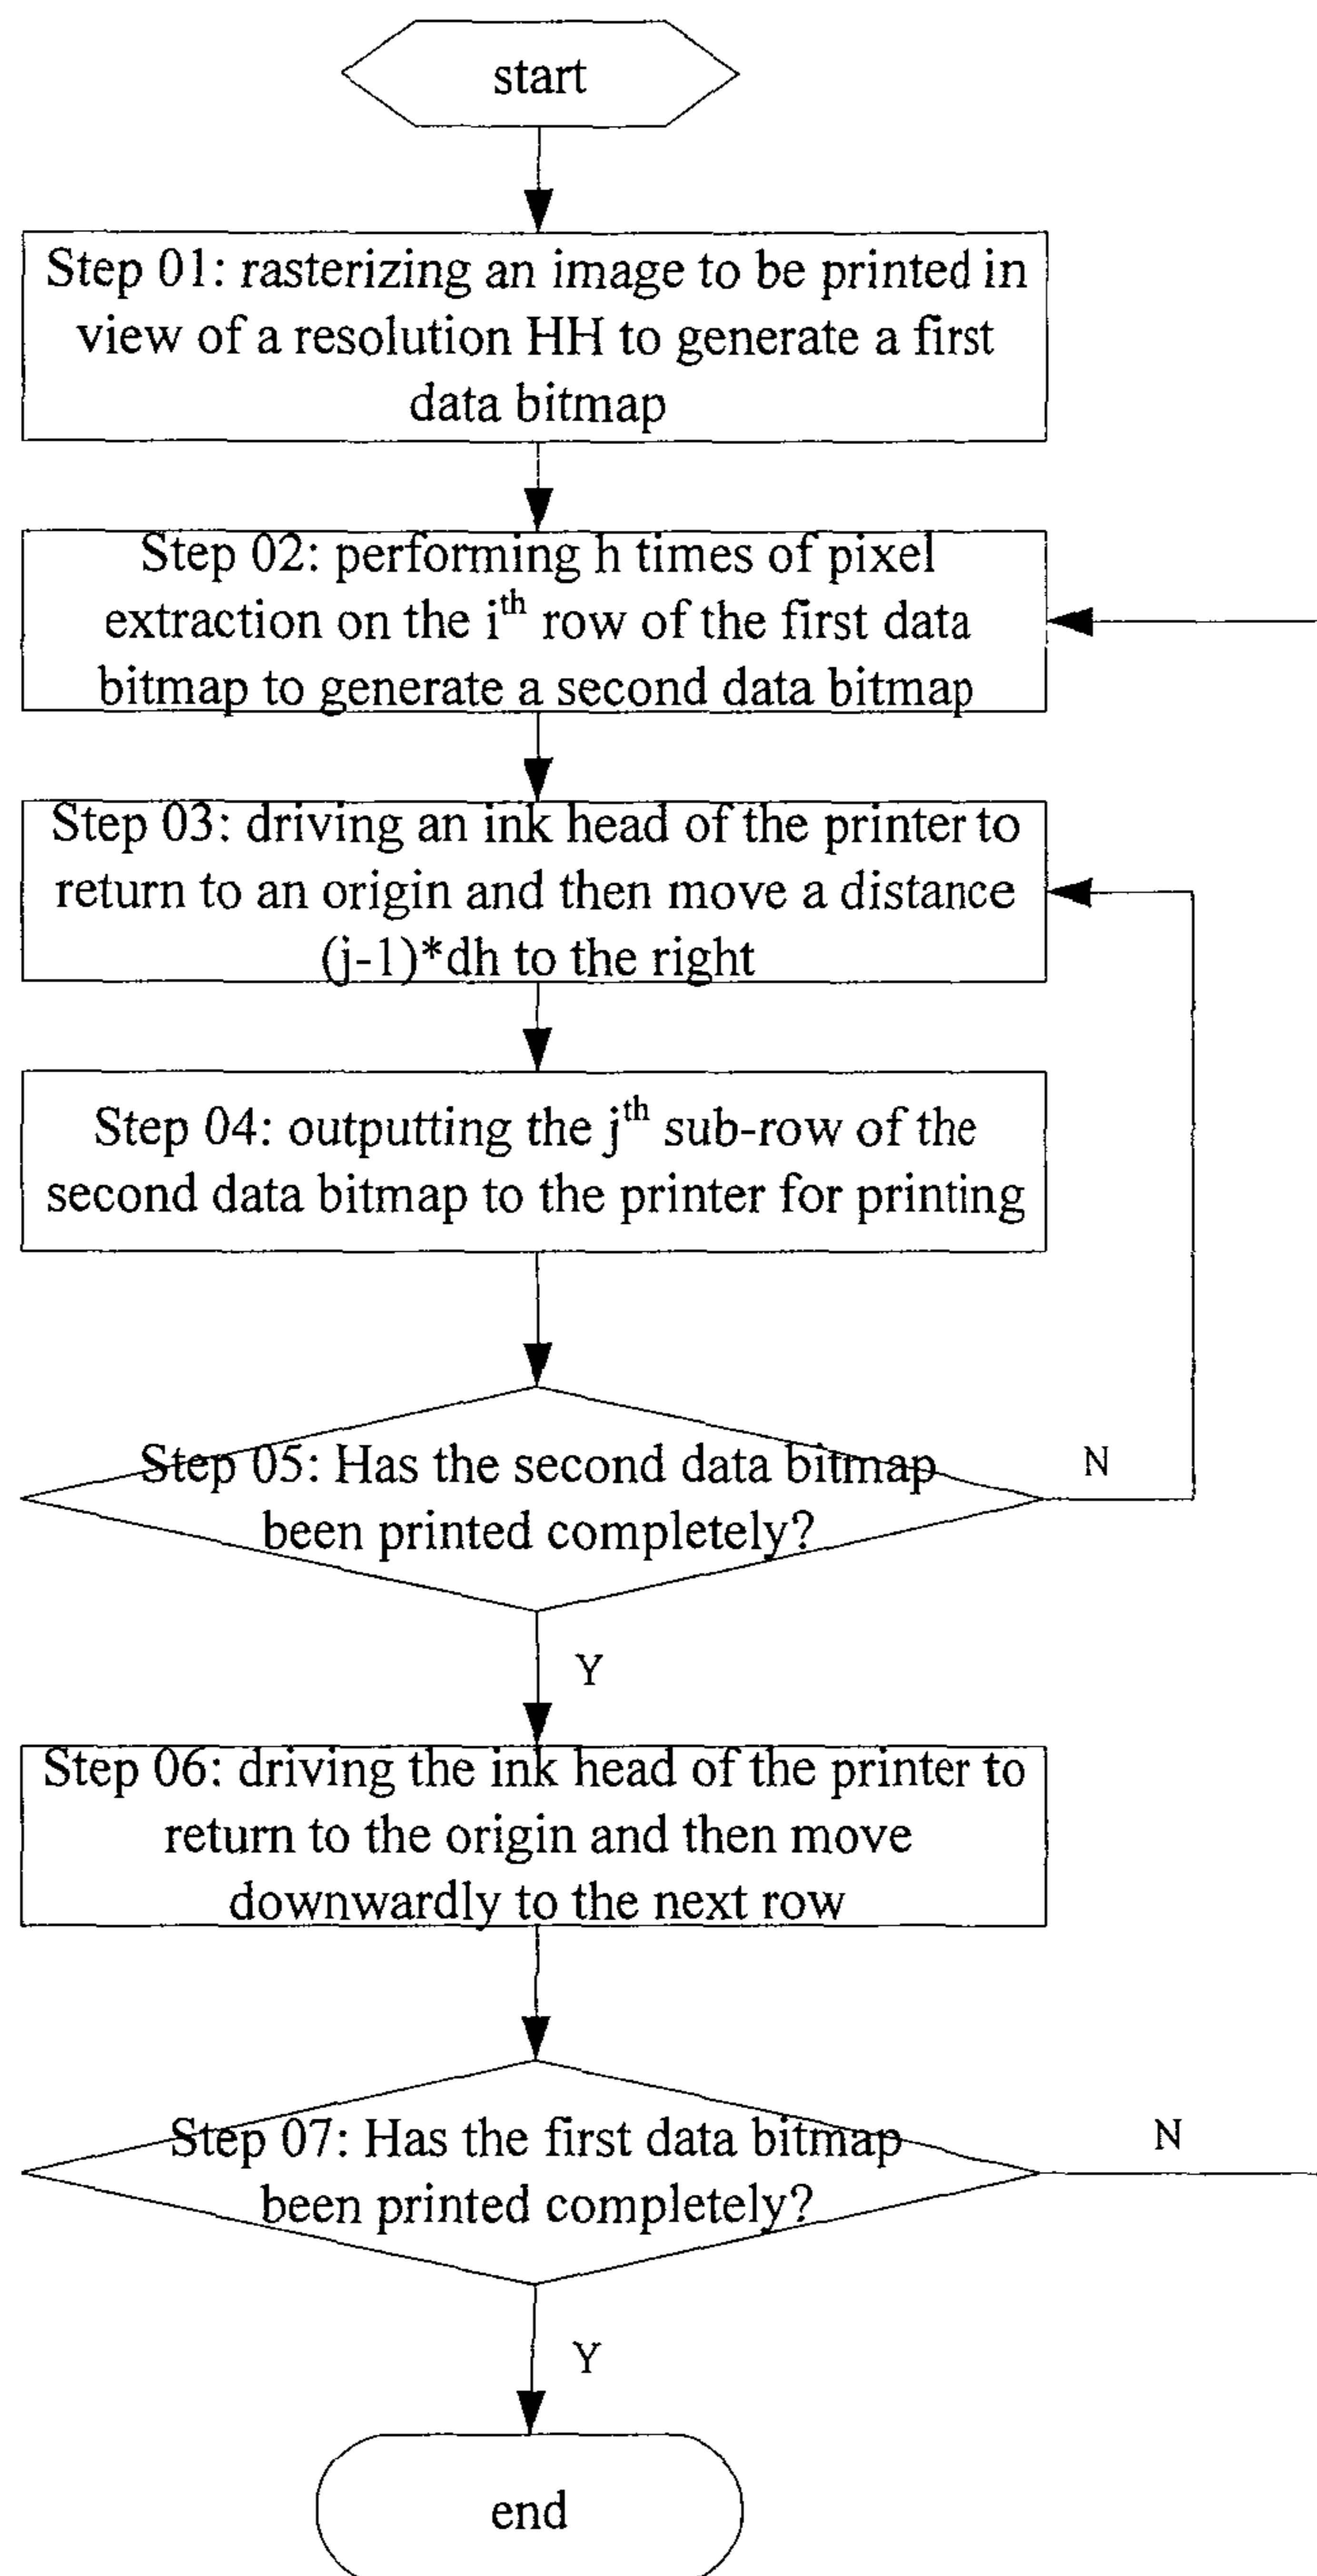 start
Step 01: rasterizing an image to be printed in
view of a resolution HH to generate a first
data bitmap
Step 02: performing h times of pixel
extraction on the iᵗʰ row of the first data
bitmap to generate a second data bitmap
Step 03: driving an ink head of the printer to
return to an origin and then move a distance
(j-1)*dh to the right
Step 04: outputting the jᵗʰ sub-row of the
second data bitmap to the printer for printing
Step 05: Has the second data bitmap
been printed completely?
N
Y
Step 06: driving the ink head of the printer to
return to the origin and then move
downwardly to the next row
Step 07: Has the first data bitmap
been printed completely?
N
Y
end